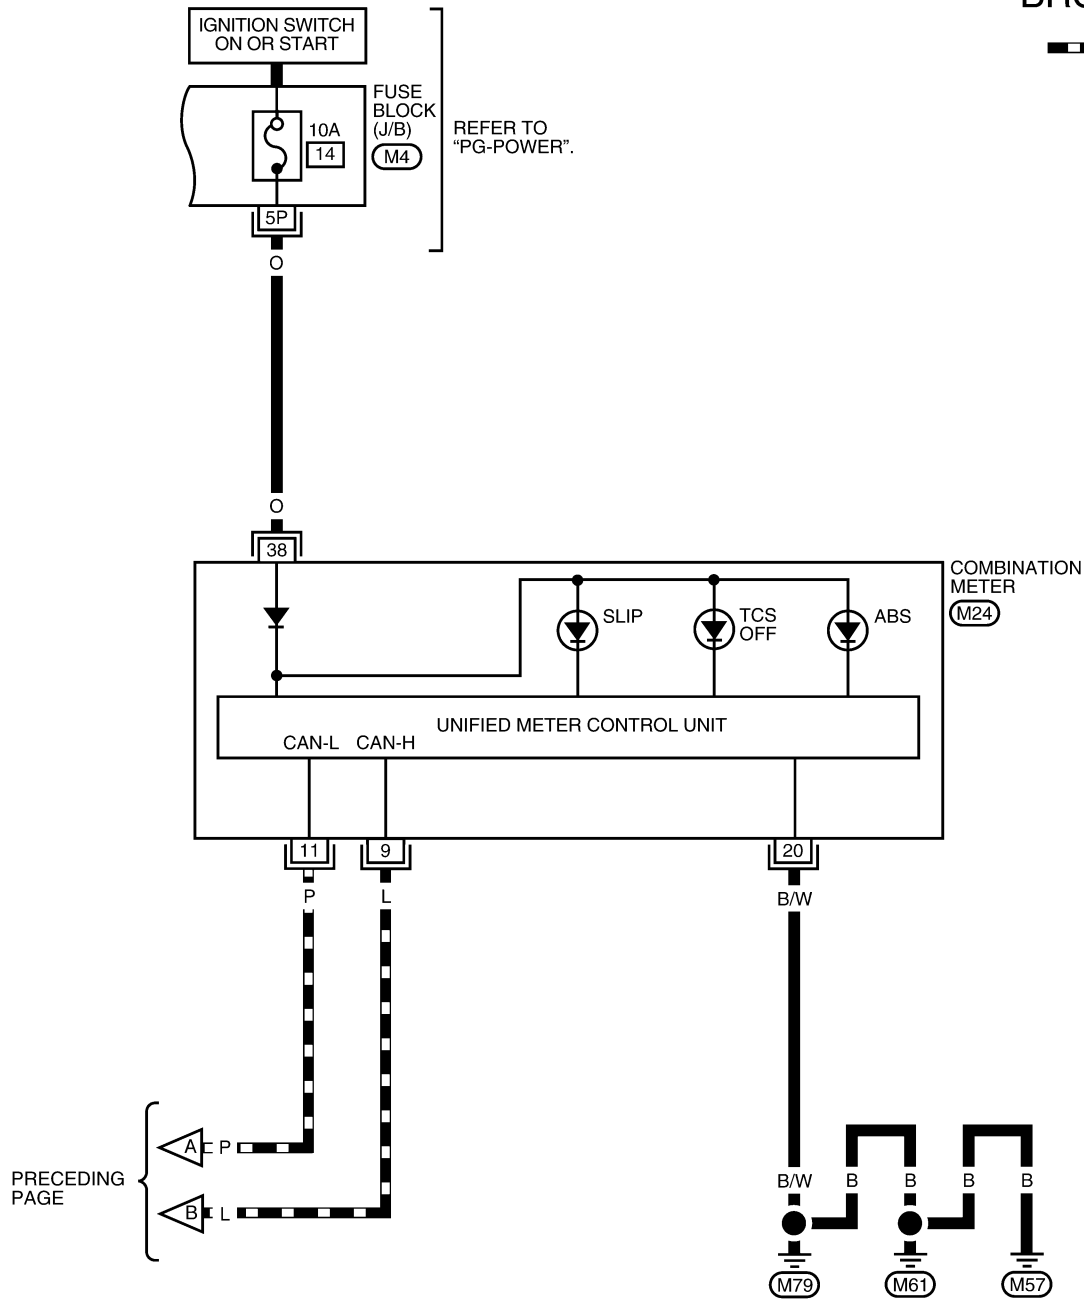 IGNITION SWITCH
ON OR START
FUSE
BLOCK
(J/B)
M4
10A
14
REFER TO
“PG-POWER”.
5P
O
O
38
COMBINATION
METER
M24
SLIP
TCS
OFF
ABS
UNIFIED METER CONTROL UNIT
CAN-L CAN-H
11
9
20
P
L
B/W
A P
PRECEDING
PAGE
B L
B/W
B
B
B
B
M79
M61
M57